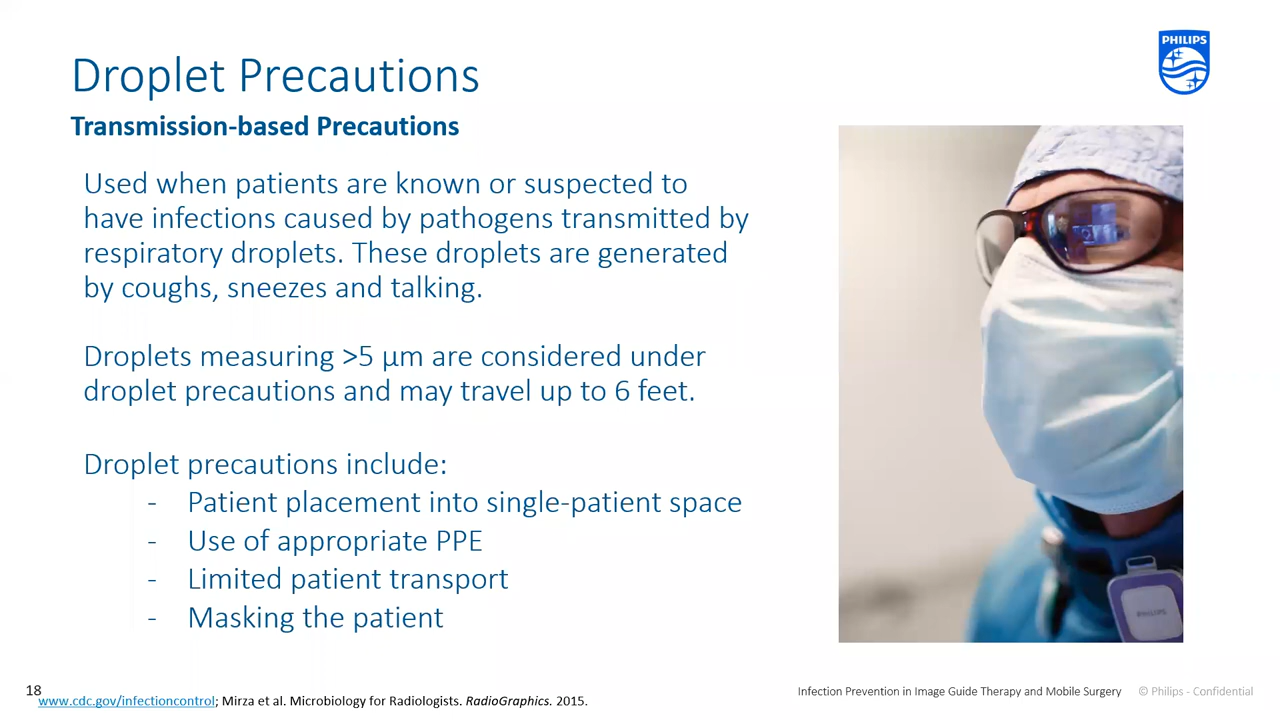 PHILIPS
Droplet Precautions
Transmission-based Precautions
Used when patients are known or suspected to
have infections caused by pathogens transmitted by
respiratory droplets. These droplets are generated
by coughs, sneezes and talking.
Droplets measuring >5 µm are considered under
droplet precautions and may travel up to 6 feet.
Droplet precautions include:
- Patient placement into single-patient space
- Use of appropriate PPE
- Limited patient transport
- Masking the patient
PHILIPS
18
www.cdc.gov/infectioncontrol; Mirza et al. Microbiology for Radiologists. RadioGraphics. 2015.
Infection Prevention in Image Guide Therapy and Mobile Surgery © Philips - Confidential